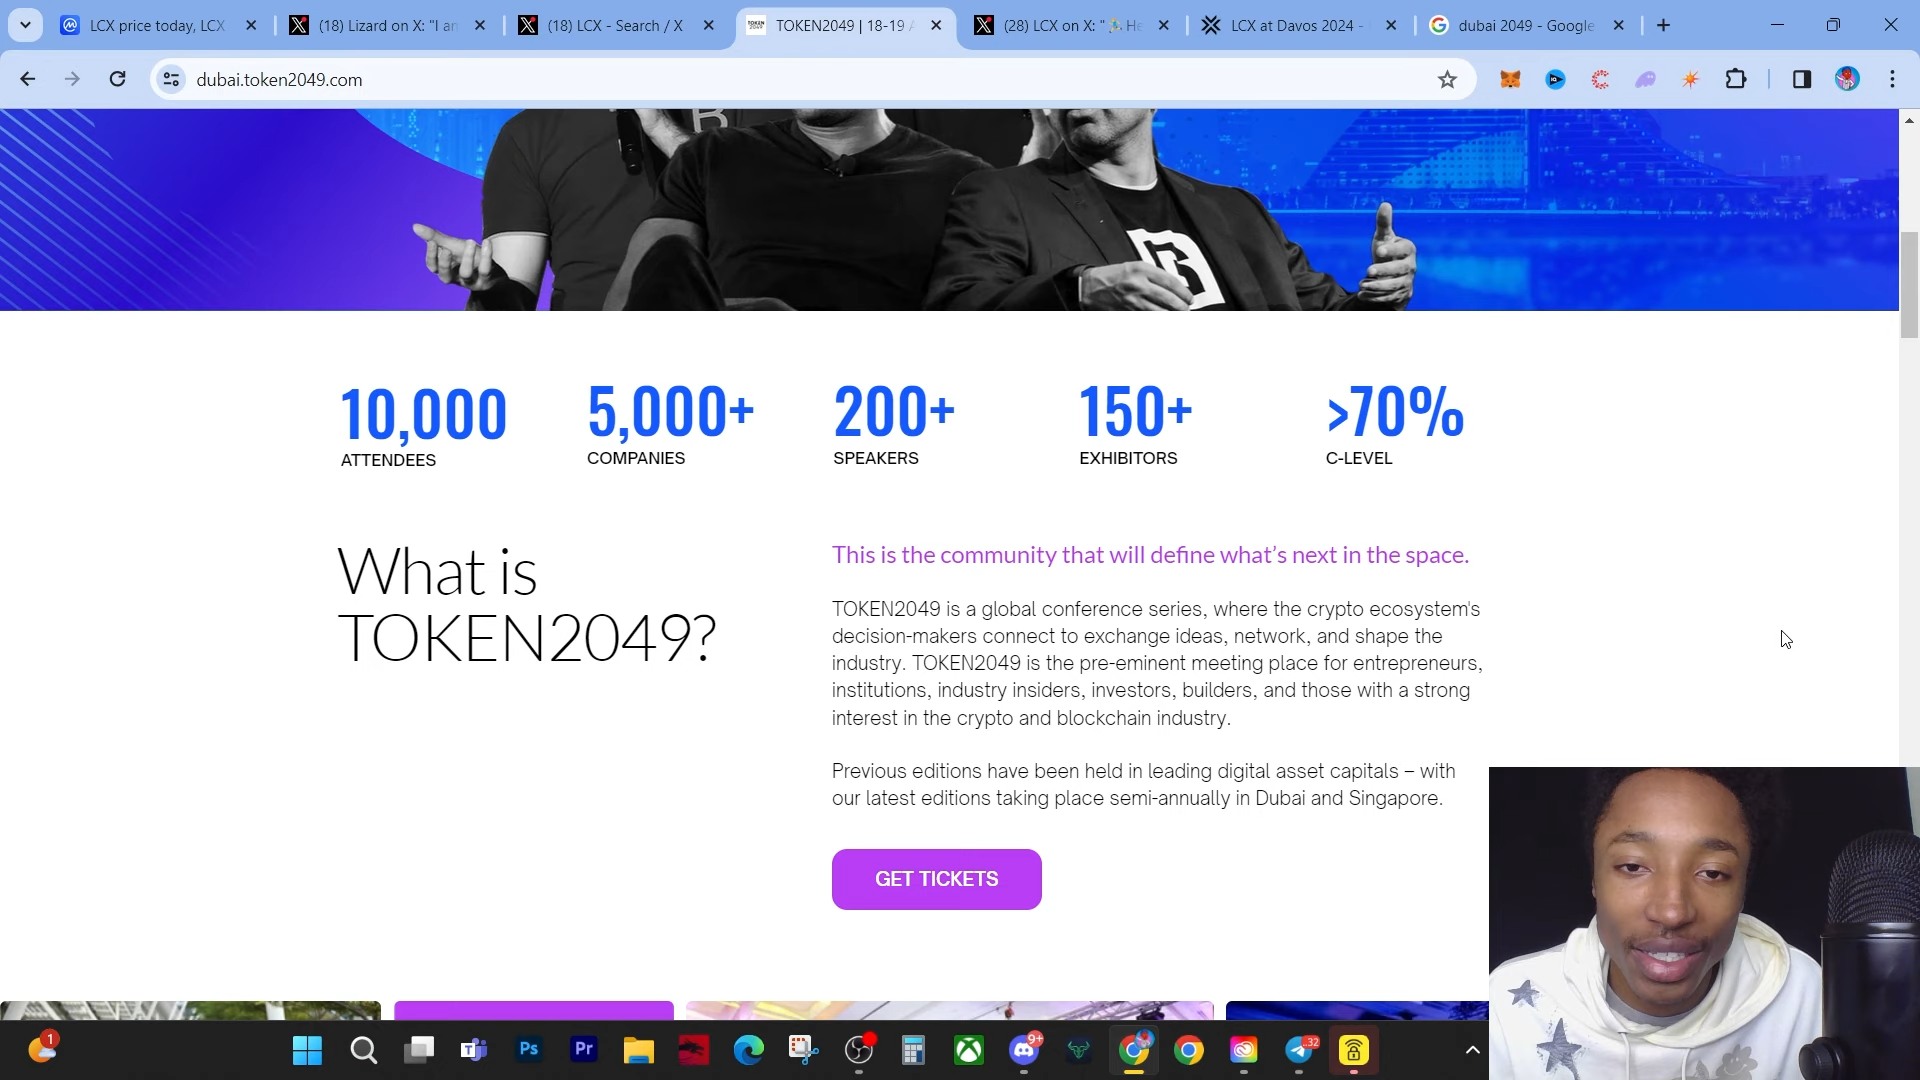 LCX price today, LCX
(18) Lizard on X: "I an
(18) LCX - Search / X
TOKEN2049 | 18-19 A
(28) LCX on X: "🏃 He
LCX at Davos 2024 -
dubai 2049 - Google
dubai.token2049.com
10,000
ATTENDEES
5,000+
COMPANIES
200+
SPEAKERS
150+
EXHIBITORS
>70%
C-LEVEL
What is
TOKEN2049?
This is the community that will define what's next in the space.
TOKEN2049 is a global conference series, where the crypto ecosystem's
decision-makers connect to exchange ideas, network, and shape the
industry. TOKEN2049 is the pre-eminent meeting place for entrepreneurs,
institutions, industry insiders, investors, builders, and those with a strong
interest in the crypto and blockchain industry.
Previous editions have been held in leading digital asset capitals – with
our latest editions taking place semi-annually in Dubai and Singapore.
GET TICKETS
1
Ps
Pr
9+
..32